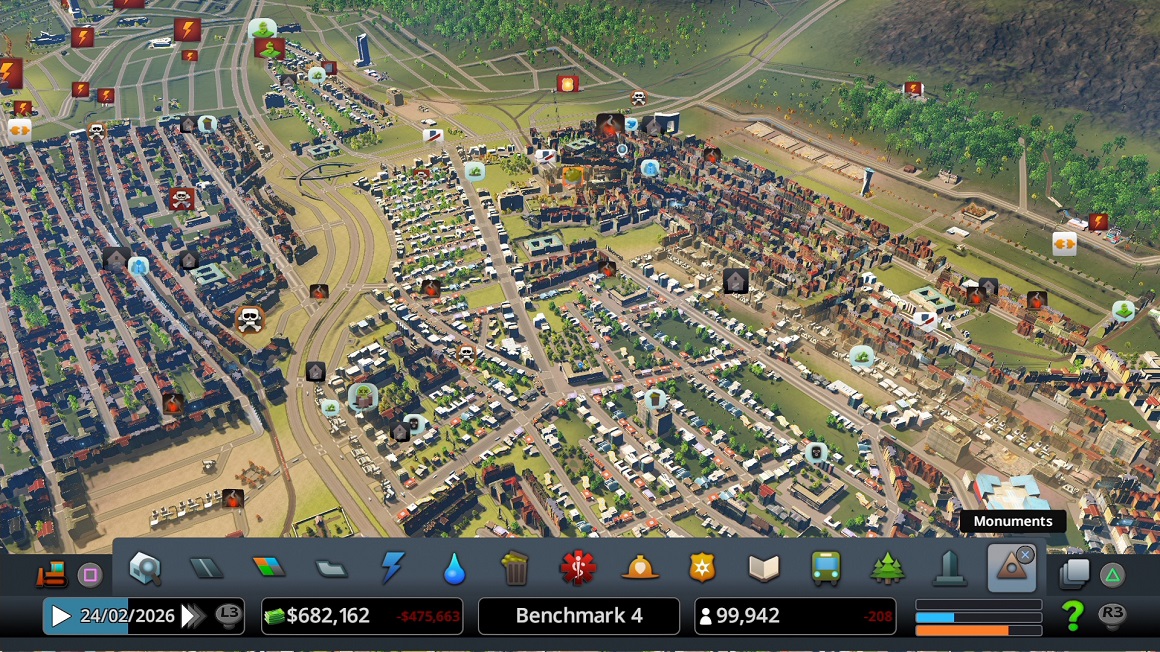 Monuments
24/02/2026
L3
$682,162
-$475,663
Benchmark 4
99,942
-208
?
R3